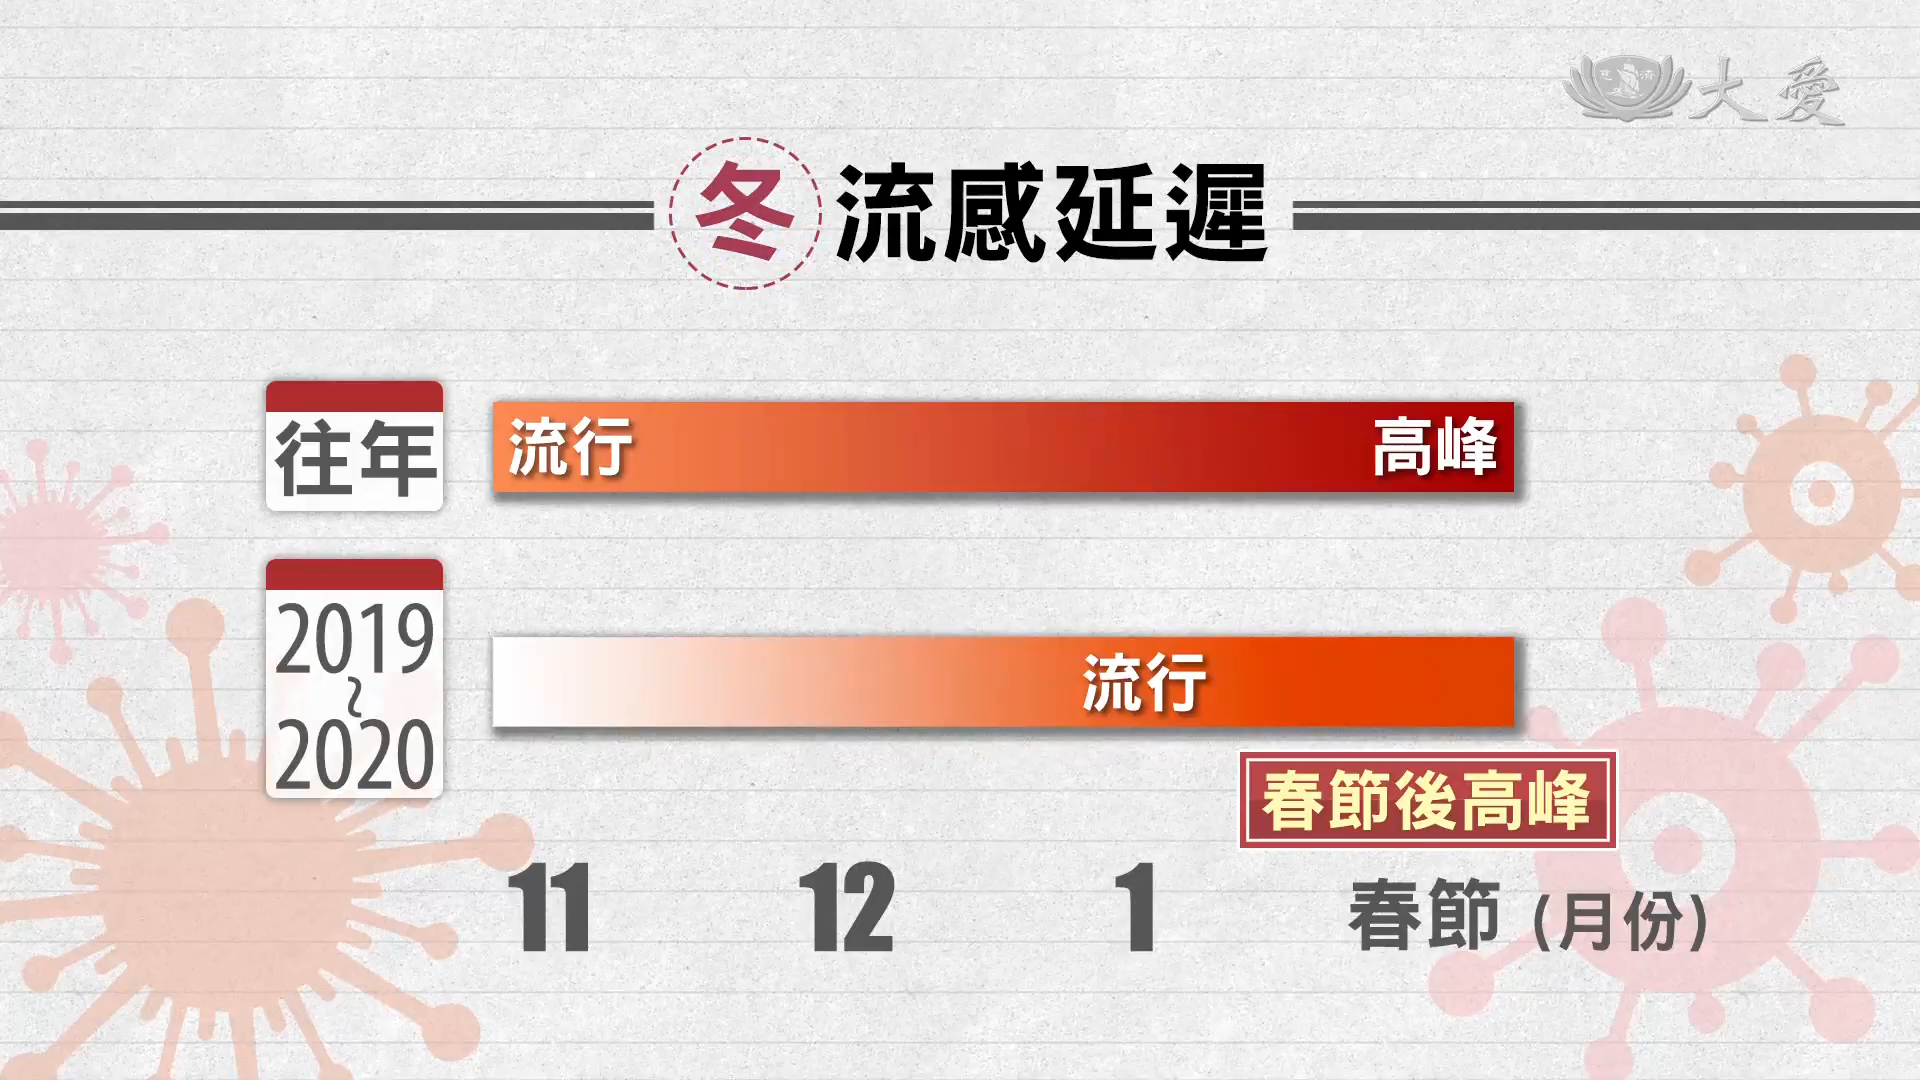 大愛
冬 流感延遲
往年
流行 高峰
2019
~
2020
流行
春節後高峰
11 12 1 春節 (月份)